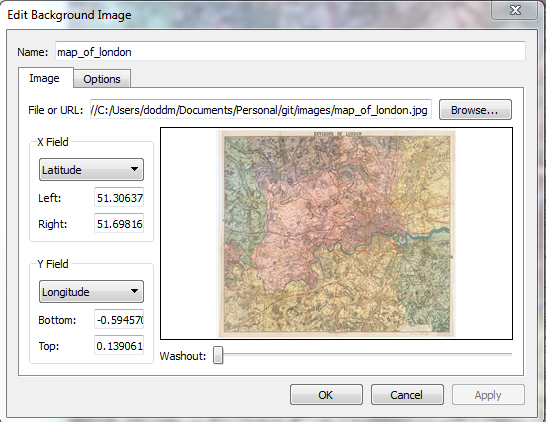 Edit Background Image
Name: map_of_london
Image Options
File or URL: //C:/Users/doddm/Documents/Personal/git/images/map_of_london.jpg Browse...
X Field
Latitude
Left: 51.30637
Right: 51.69816
Y Field
Longitude
Bottom: -0.594570
Top: 0.139061
ENVIRONS OF LONDON
Washout:
OK Cancel Apply